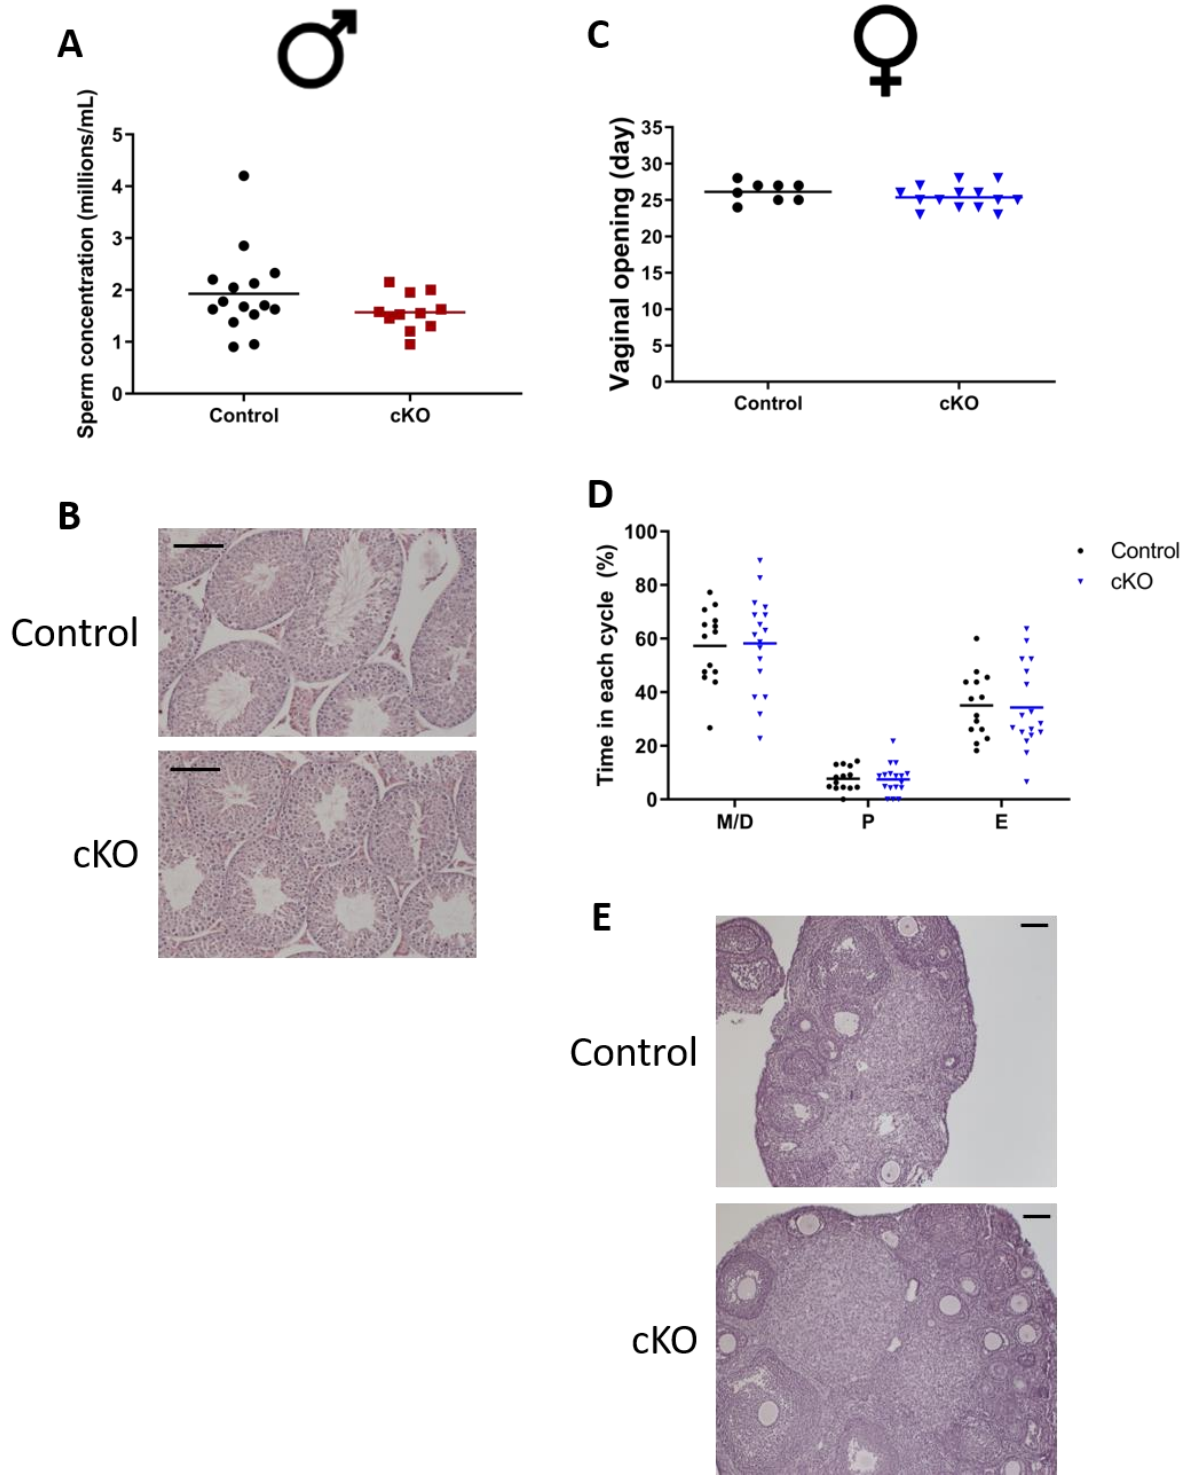 A
Sperm concentration (millions/mL)
5
4
3
2
1
0
Control
cKO
B
Control
cKO
C
Vaginal opening (day)
35
30
25
20
15
10
5
0
Control
cKO
D
Time in each cycle (%)
100
80
60
40
20
0
M/D
P
E
Control
cKO
E
Control
cKO